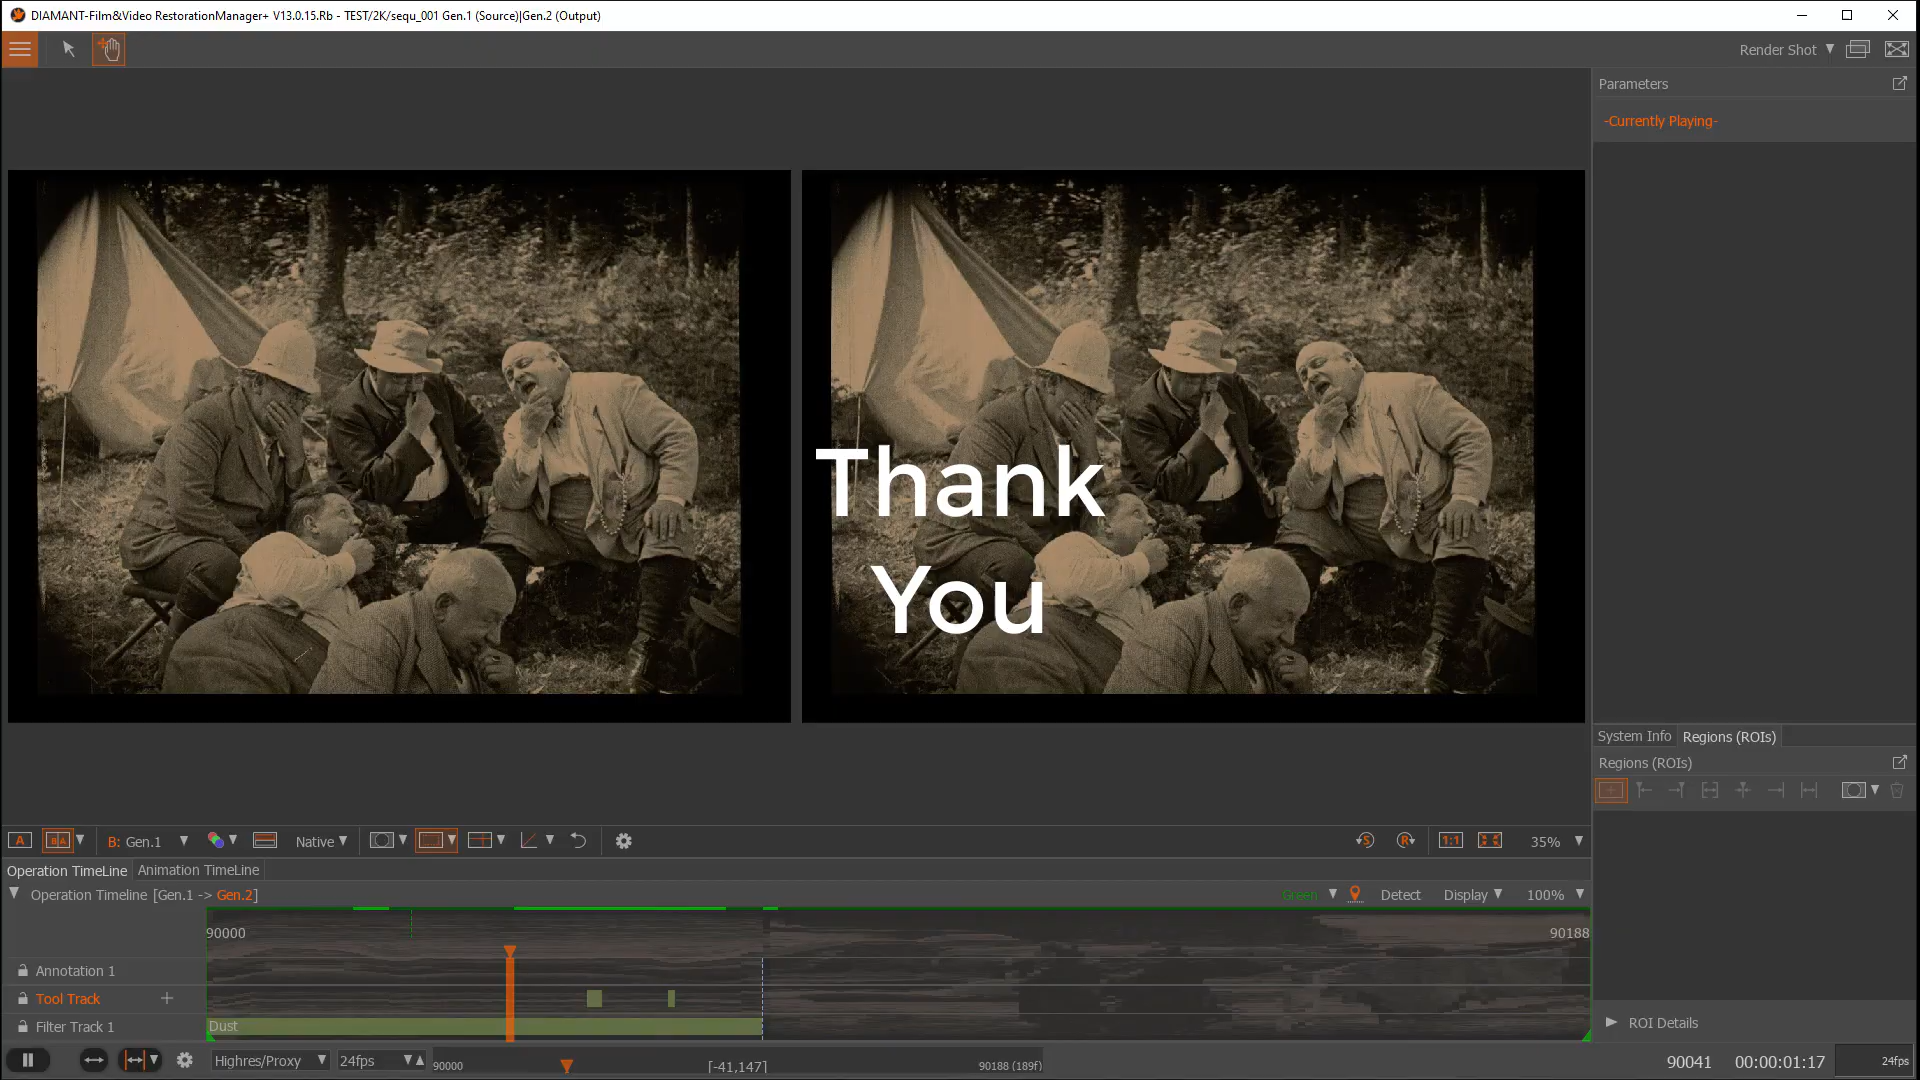 DIAMANT-Film&Video RestorationManager+ V13.0.15.Rb - TEST/2K/sequ_001 Gen.1 (Source)|Gen.2 (Output)
Render Shot
Parameters
-Currently Playing-
Thank
You
System Info Regions (ROIs)
Regions (ROIs)
A B|A B: Gen.1 Native S R 1:1 35%
Operation TimeLine Animation TimeLine
Operation Timeline [Gen.1 -> Gen.2] Green Detect Display 100%
90000 90188
Annotation 1
Tool Track
Filter Track 1 Dust
ROI Details
Highres/Proxy 24fps 90000 [-41,147] 90188 (189f) 90041 00:00:01:17 24fps